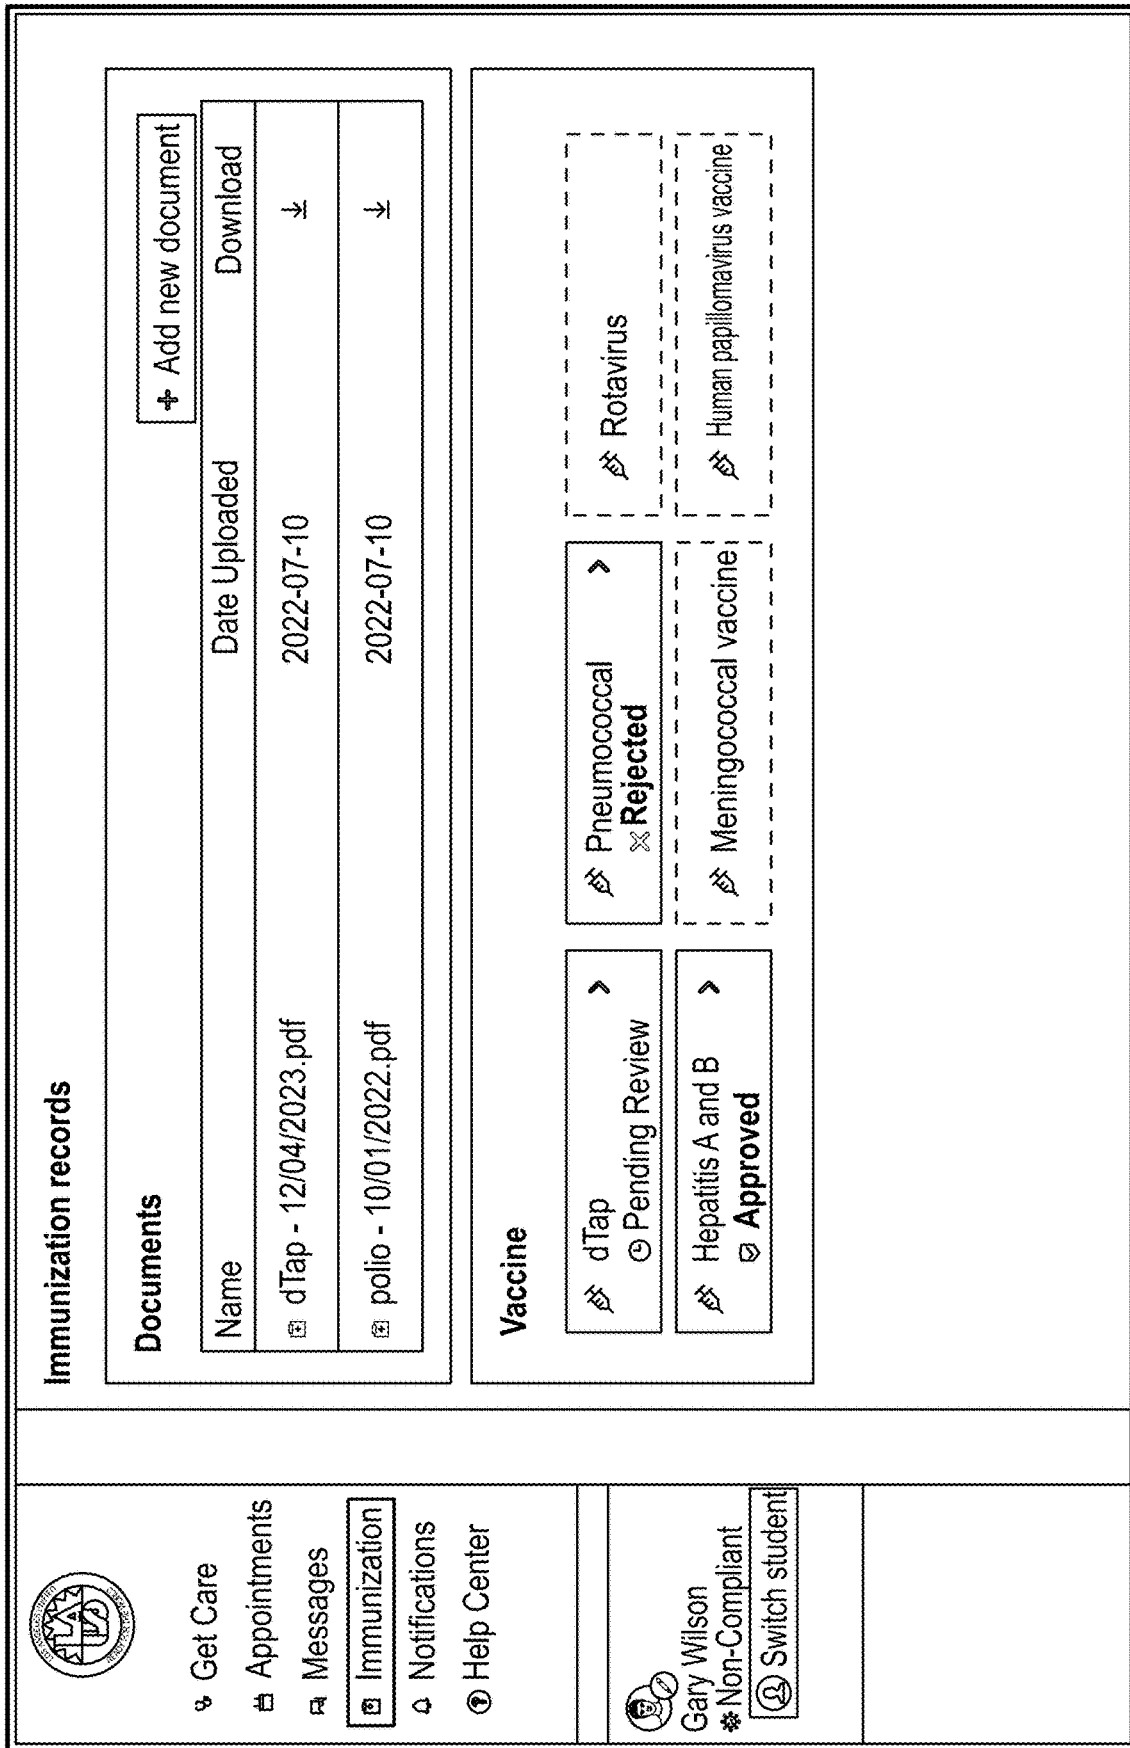 Get Care
Appointments
Messages
Immunization
Notifications
Help Center
Gary Wilson
Non-Compliant
Switch student
Immunization records
Documents
+ Add new document
Name Date Uploaded Download
dTap - 12/04/2023.pdf 2022-07-10
polio - 10/01/2022.pdf 2022-07-10
Vaccine
dTap
Pending Review
Pneumococcal
Rejected
Rotavirus
Hepatitis A and B
Approved
Meningococcal vaccine
Human papillomavirus vaccine